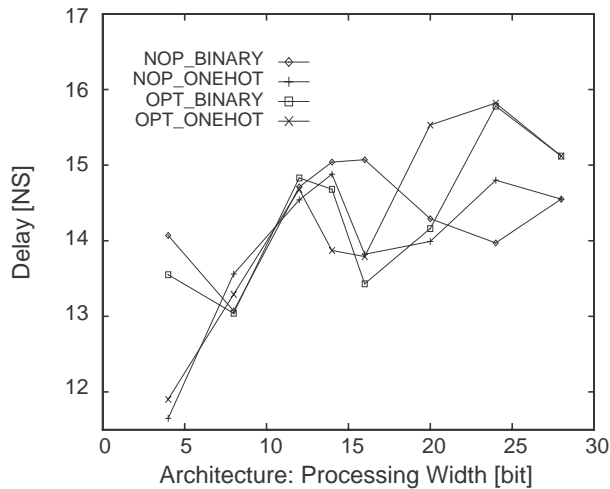 17
NOP_BINARY
NOP_ONEHOT
16
OPT_BINARY
OPT_ONEHOT
15
Delay [NS]
14
13
12
0 5 10 15 20 25 30
Architecture: Processing Width [bit]